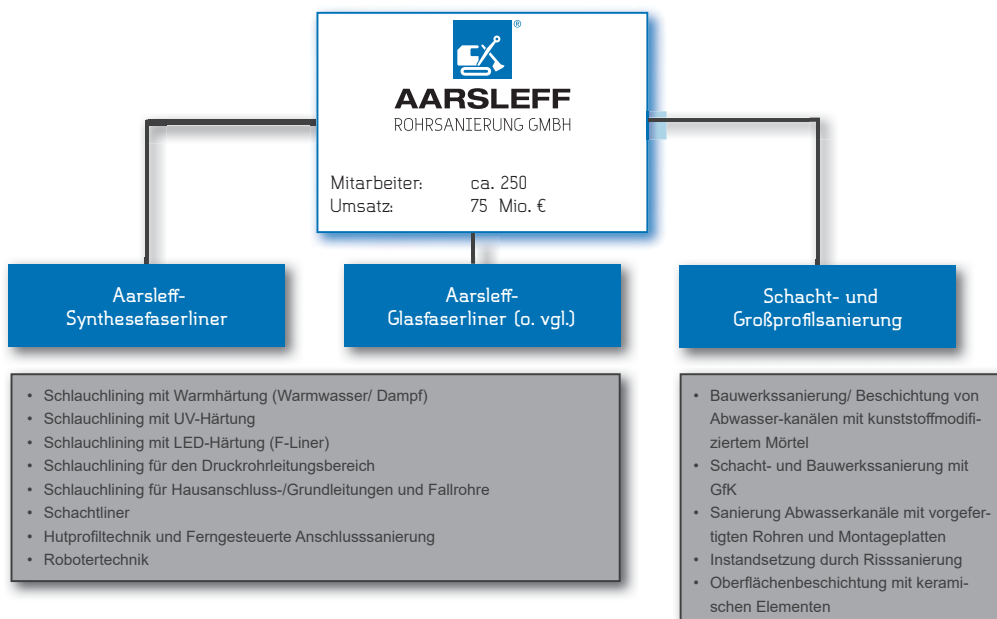 ®
AARSLEFF
ROHRSANIERUNG GMBH
Mitarbeiter: ca. 250
Umsatz: 75 Mio. €
Aarsleff-
Synthesefaserliner
Aarsleff-
Glasfaserliner (o. vgl.)
Schacht- und
Großprofilsanierung
• Schlauchlining mit Warmhärtung (Warmwasser/ Dampf)
• Schlauchlining mit UV-Härtung
• Schlauchlining mit LED-Härtung (F-Liner)
• Schlauchlining für den Druckrohrleitungsbereich
• Schlauchlining für Hausanschluss-/Grundleitungen und Fallrohre
• Schachtliner
• Hutprofiltechnik und Ferngesteuerte Anschlusssanierung
• Robotertechnik
• Bauwerkssanierung/ Beschichtung von
Abwasser-kanälen mit kunststoffmodifi-
ziertem Mörtel
• Schacht- und Bauwerkssanierung mit
GfK
• Sanierung Abwasserkanäle mit vorgefer-
tigten Rohren und Montageplatten
• Instandsetzung durch Risssanierung
• Oberflächenbeschichtung mit kerami-
schen Elementen